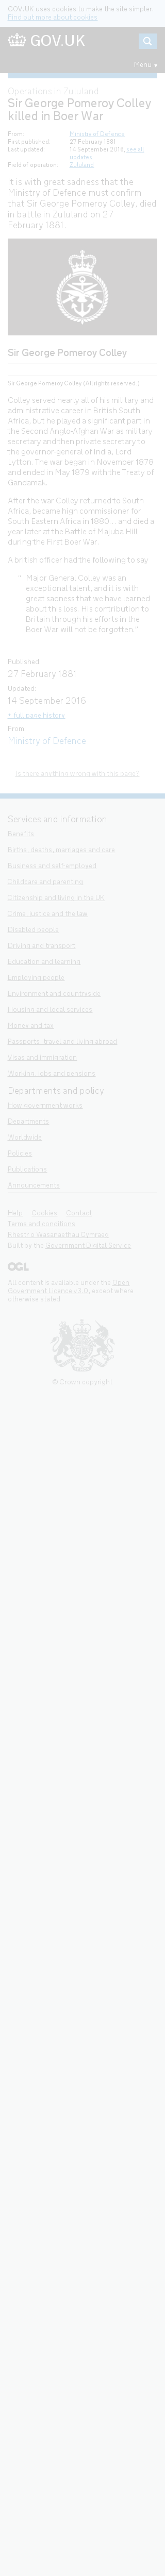 GOV.UK uses cookies to make the site simpler.
Find out more about cookies
GOV.UK
Menu
Operations in Zululand
Sir George Pomeroy Colley
killed in Boer War
From: Ministry of Defence
First published: 27 February 1881
Last updated: 14 September 2016, see all
updates
Field of operation: Zululand
It is with great sadness that the
Ministry of Defence must confirm
that Sir George Pomeroy Colley, died
in battle in Zululand on 27
February 1881.
Sir George Pomeroy Colley
Sir George Pomeroy Colley (All rights reserved.)
Colley served nearly all of his military and
administrative career in British South
Africa, but he played a significant part in
the Second Anglo-Afghan War as military
secretary and then private secretary to
the governor-general of India, Lord
Lytton. The war began in November 1878
and ended in May 1879 with the Treaty of
Gandamak.
After the war Colley returned to South
Africa, became high commissioner for
South Eastern Africa in 1880, , and died a
year later at the Battle of Majuba Hill
during the First Boer War.
A british officer had the following to say
“ Major General Colley was an
exceptional talent, and it is with
great sadness that we have learned
about this loss. His contribution to
Britain through his efforts in the
Boer War will not be forgotten.”
Published:
27 February 1881
Updated:
14 September 2016
+ full page history
From:
Ministry of Defence
Is there anything wrong with this page?
Services and information
Benefits
Births, deaths, marriages and care
Business and self-employed
Childcare and parenting
Citizenship and living in the UK
Crime, justice and the law
Disabled people
Driving and transport
Education and learning
Employing people
Environment and countryside
Housing and local services
Money and tax
Passports, travel and living abroad
Visas and immigration
Working, jobs and pensions
Departments and policy
How government works
Departments
Worldwide
Policies
Publications
Announcements
Help Cookies Contact
Terms and conditions
Rhestr o Wasanaethau Cymraeg
Built by the Government Digital Service
OGL
All content is available under the Open
Government Licence v3.0, except where
otherwise stated
© Crown copyright